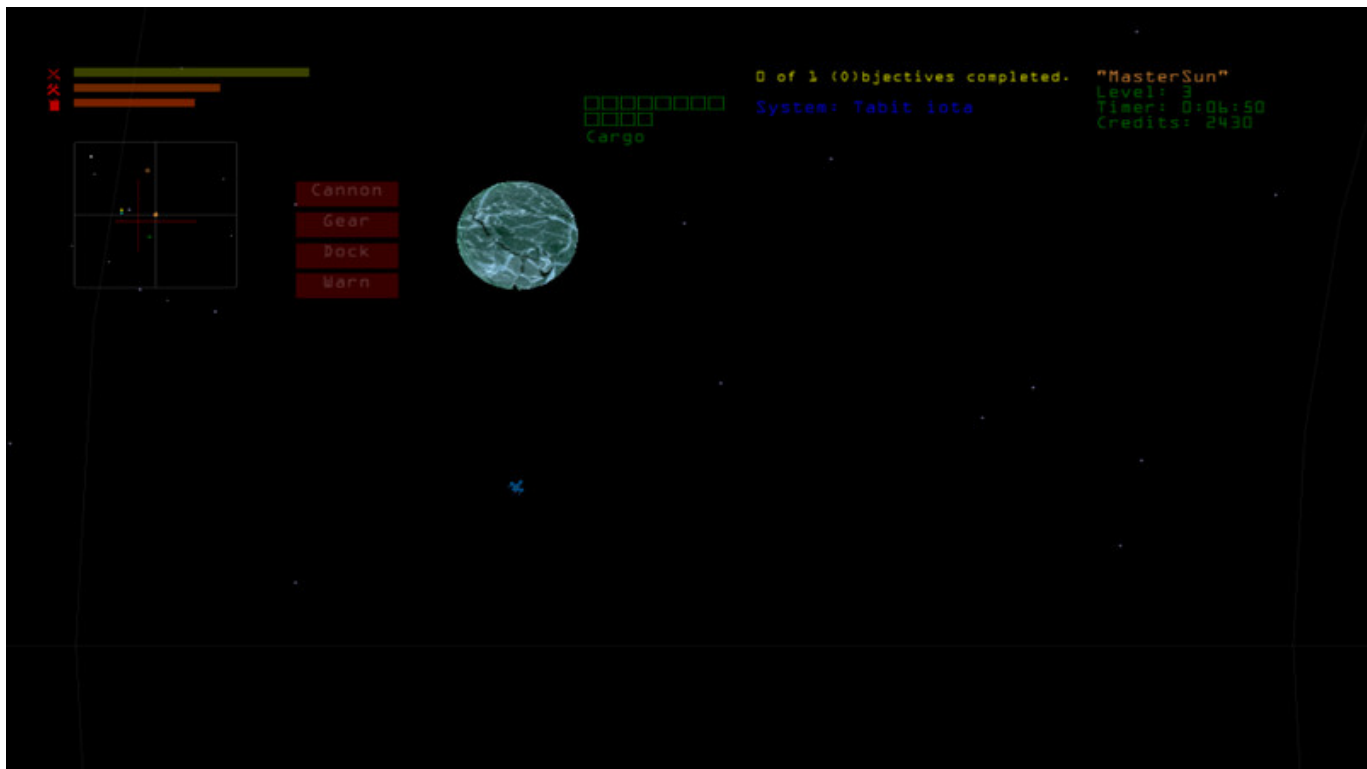 0 of 1 (O)bjectives completed.
"MasterSun"
Level: 3
System: Tabit iota
Timer: 0:06:50
Credits: 2430
Cargo
Cannon
Gear
Dock
Warn